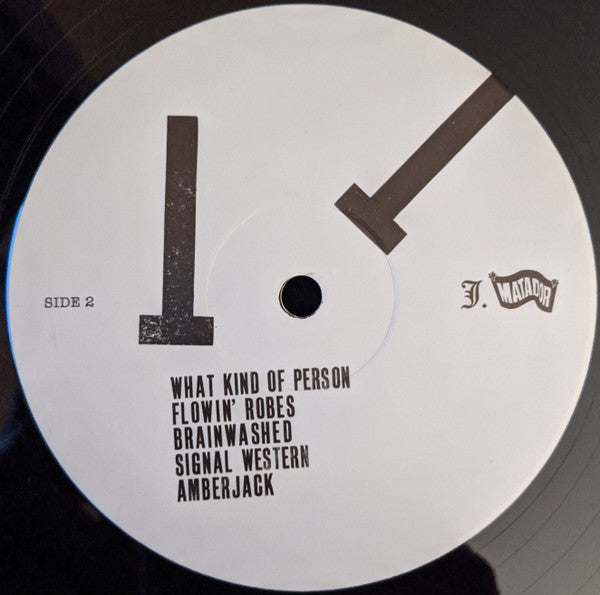 SIDE 2
J. MATADOR
WHAT KIND OF PERSON
FLOWIN' ROBES
BRAINWASHED
SIGNAL WESTERN
AMBERJACK